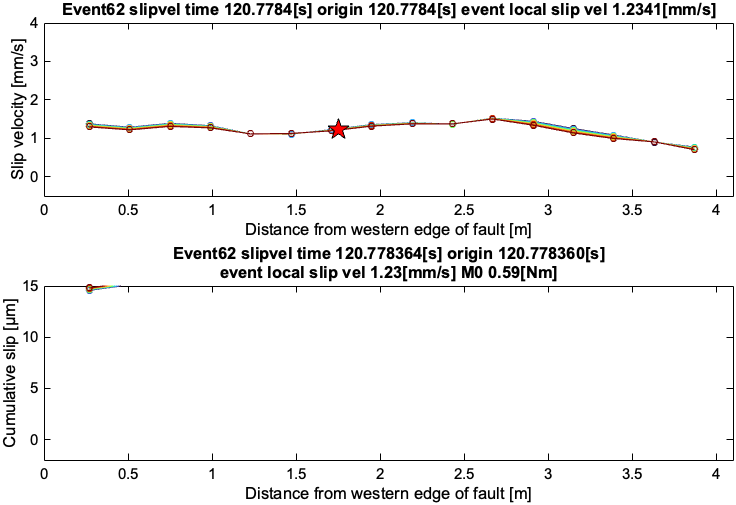 Event62 slipvel time 120.7784[s] origin 120.7784[s] event local slip vel 1.2341[mm/s]
Slip velocity [mm/s]
4
3
2
1
0
0 0.5 1 1.5 2 2.5 3 3.5 4
Distance from western edge of fault [m]
Event62 slipvel time 120.778364[s] origin 120.778360[s]
event local slip vel 1.23[mm/s] M0 0.59[Nm]
Cumulative slip [µm]
15
10
5
0
0 0.5 1 1.5 2 2.5 3 3.5 4
Distance from western edge of fault [m]